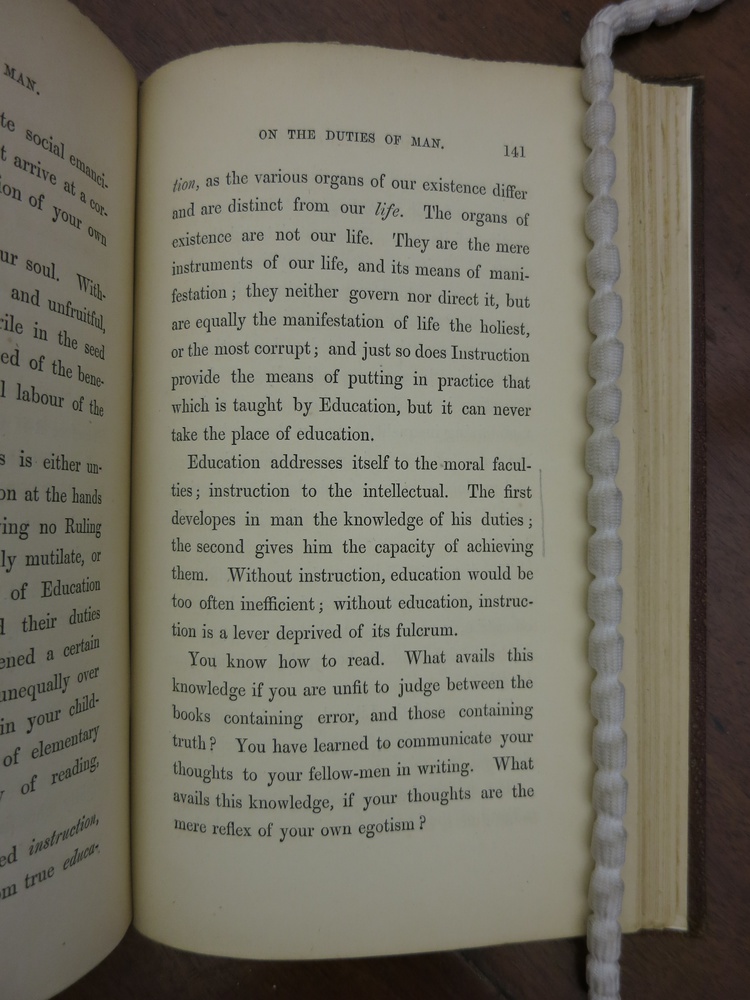 MAN.
te social emanci-
t arrive at a cor-
ion of your own
ur soul. With-
and unfruitful,
rile in the seed
ed of the bene-
l labour of the
s is either un-
on at the hands
ving no Ruling
ly mutilate, or
of Education
d their duties
ened a certain
unequally over
in your child-
of elementary
y of reading,
ed instruction,
om true educa-
ON THE DUTIES OF MAN. 141
tion, as the various organs of our existence differ
and are distinct from our life. The organs of
existence are not our life. They are the mere
instruments of our life, and its means of mani-
festation; they neither govern nor direct it, but
are equally the manifestation of life the holiest,
or the most corrupt; and just so does Instruction
provide the means of putting in practice that
which is taught by Education, but it can never
take the place of education.
Education addresses itself to the moral facul-
ties; instruction to the intellectual. The first
developes in man the knowledge of his duties;
the second gives him the capacity of achieving
them. Without instruction, education would be
too often inefficient; without education, instruc-
tion is a lever deprived of its fulcrum.
You know how to read. What avails this
knowledge if you are unfit to judge between the
books containing error, and those containing
truth? You have learned to communicate your
thoughts to your fellow-men in writing. What
avails this knowledge, if your thoughts are the
mere reflex of your own egotism?